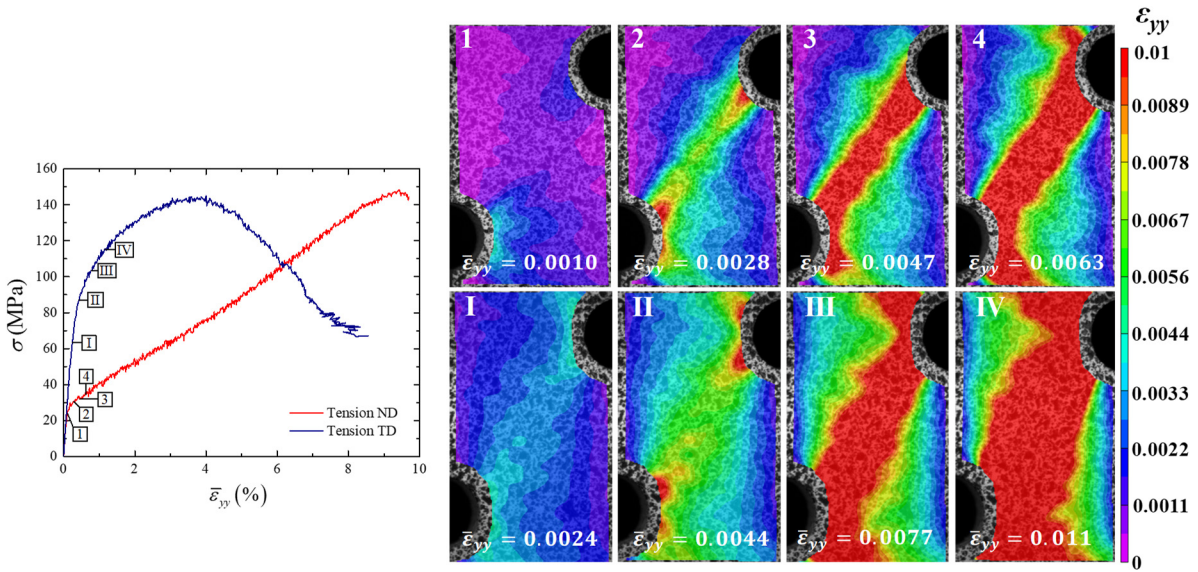 160
140
120
100
80
60
40
20
0
σ (MPa)
IV
III
II
I
4
3
2
1
Tension ND
Tension TD
0
2
4
6
8
10
ε̅yy (%)
1
ε̅yy = 0.0010
2
ε̅yy = 0.0028
3
ε̅yy = 0.0047
4
ε̅yy = 0.0063
I
ε̅yy = 0.0024
II
ε̅yy = 0.0044
III
ε̅yy = 0.0077
IV
ε̅yy = 0.011
εyy
0.01
0.0089
0.0078
0.0067
0.0056
0.0044
0.0033
0.0022
0.0011
0